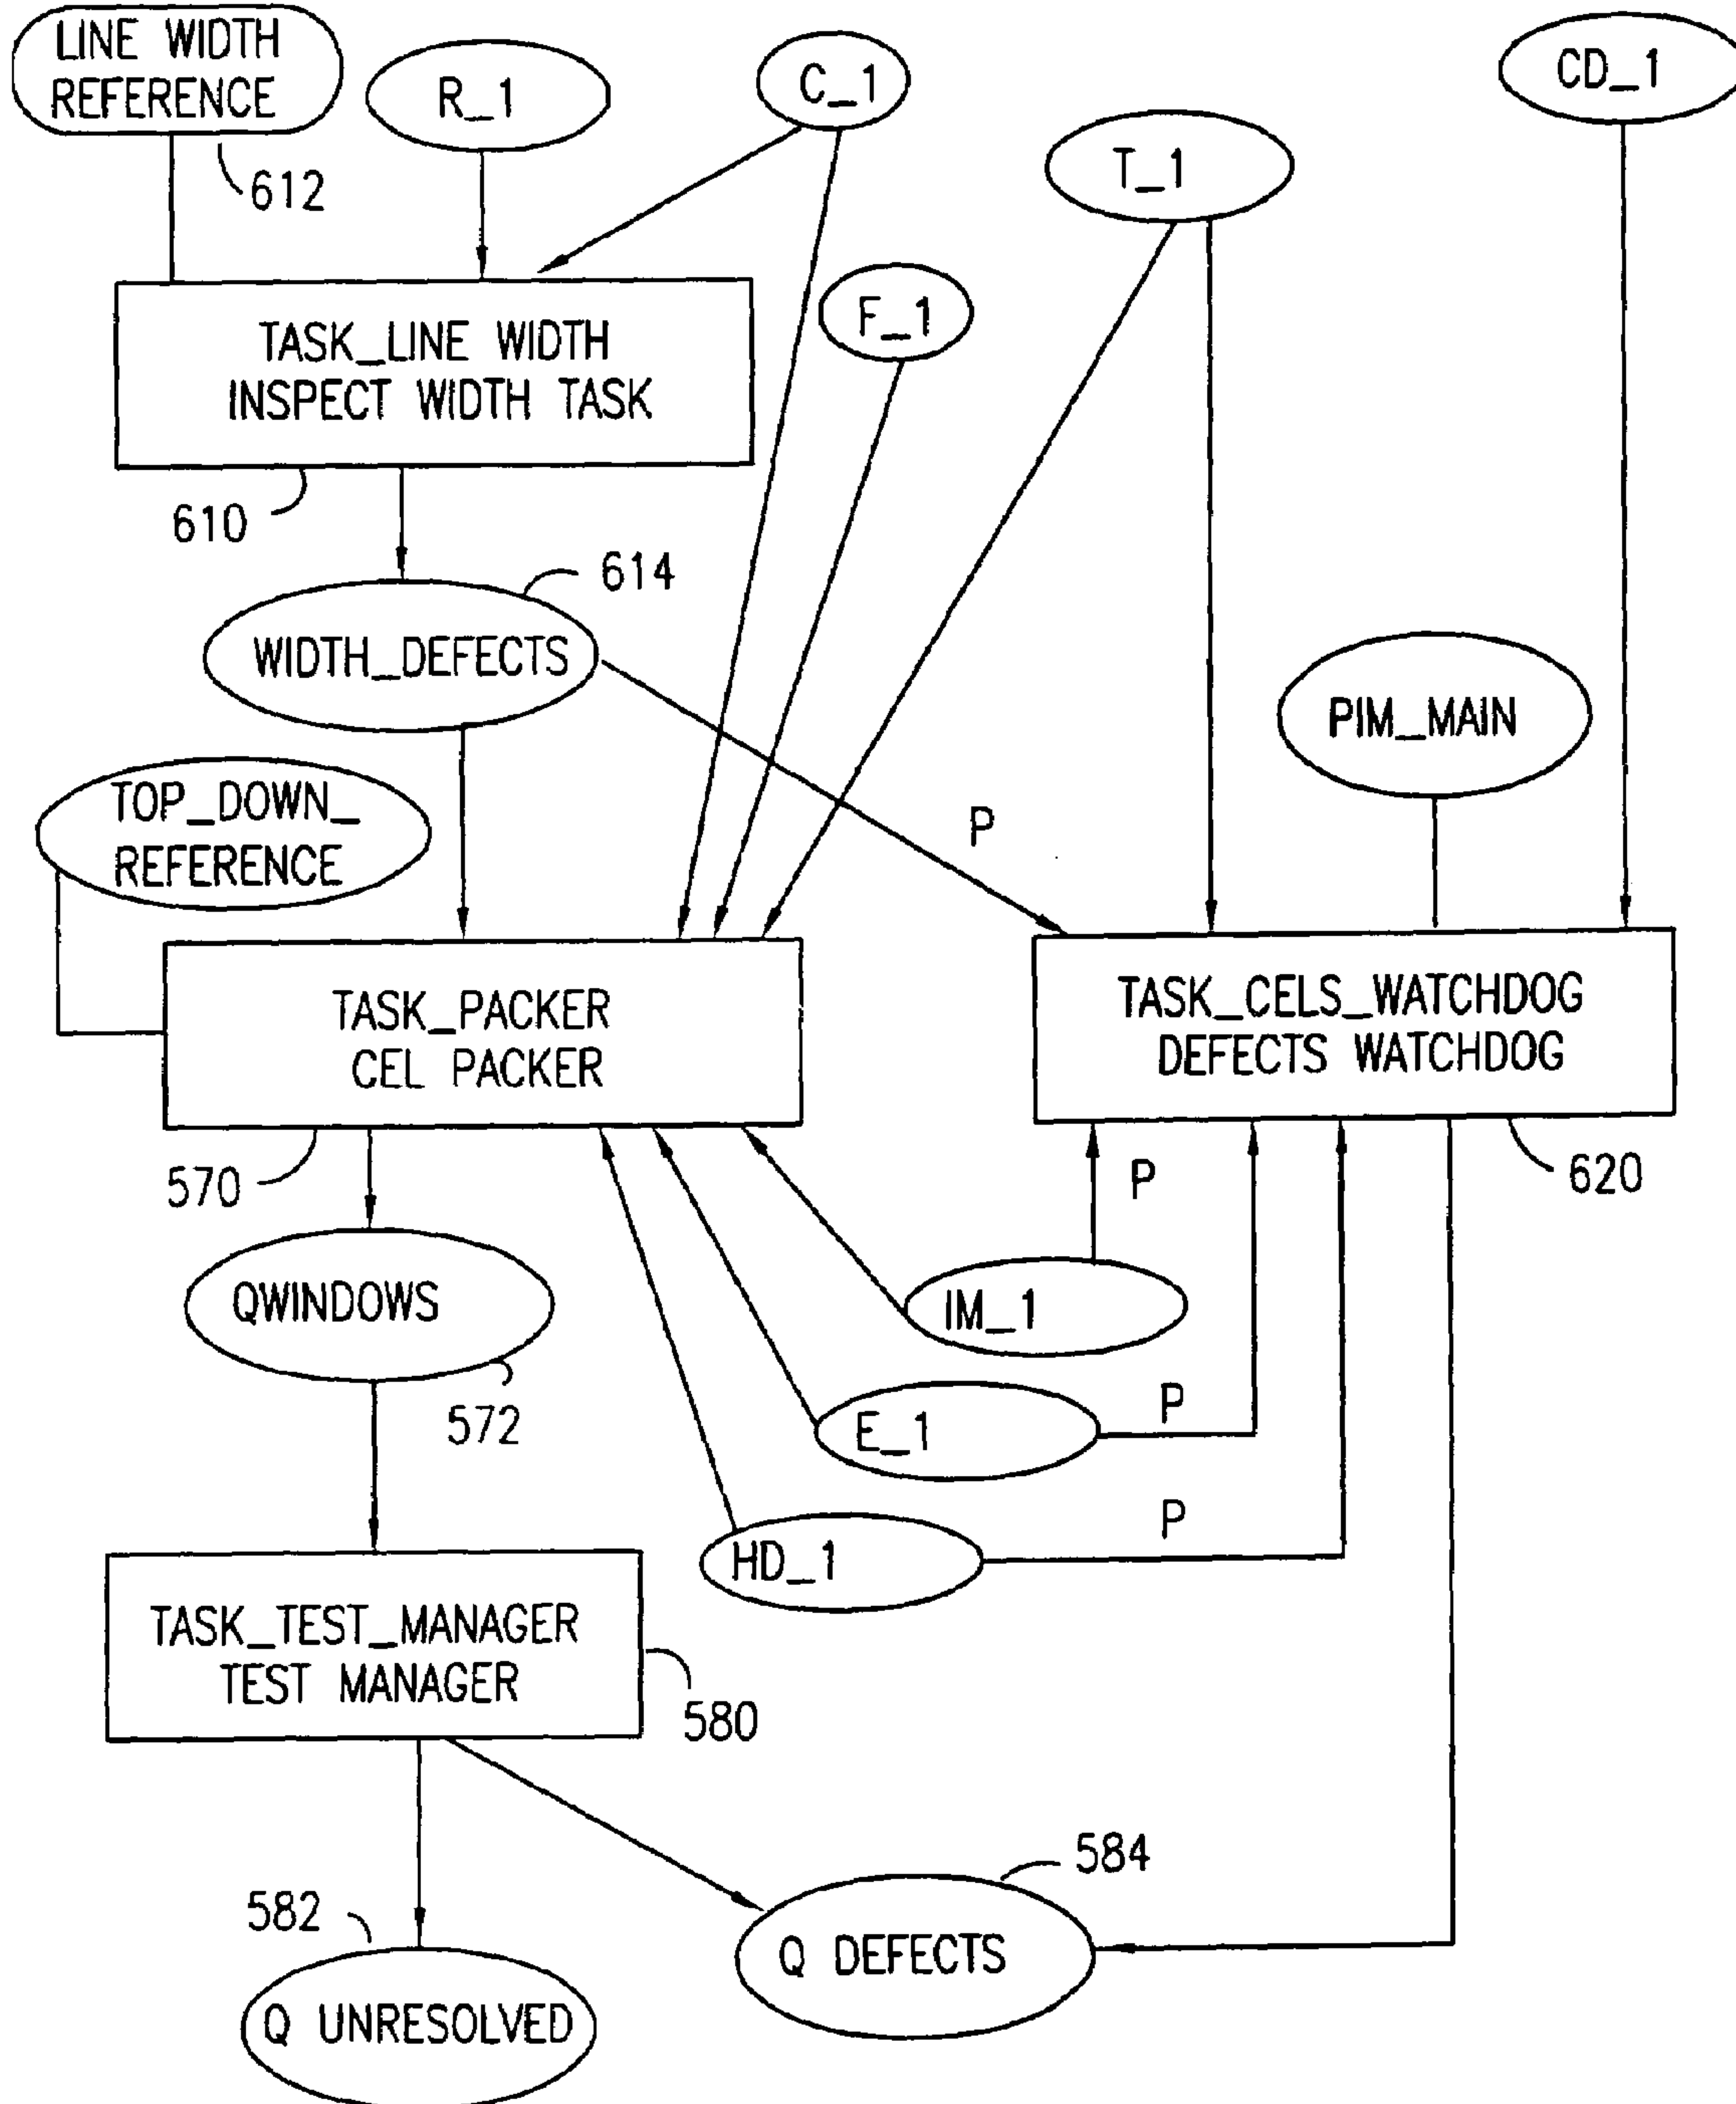 LINE WIDTH
REFERENCE
R_1
C_1
CD_1
T_1
612
F_1
TASK_LINE WIDTH
INSPECT WIDTH TASK
610
614
WIDTH_DEFECTS
PIM_MAIN
TOP_DOWN_
REFERENCE
P
TASK_PACKER
CEL PACKER
TASK_CELS_WATCHDOG
DEFECTS WATCHDOG
570
P
620
QWINDOWS
IM_1
572
E_1
P
HD_1
P
TASK_TEST_MANAGER
TEST MANAGER
580
584
582
Q DEFECTS
Q UNRESOLVED